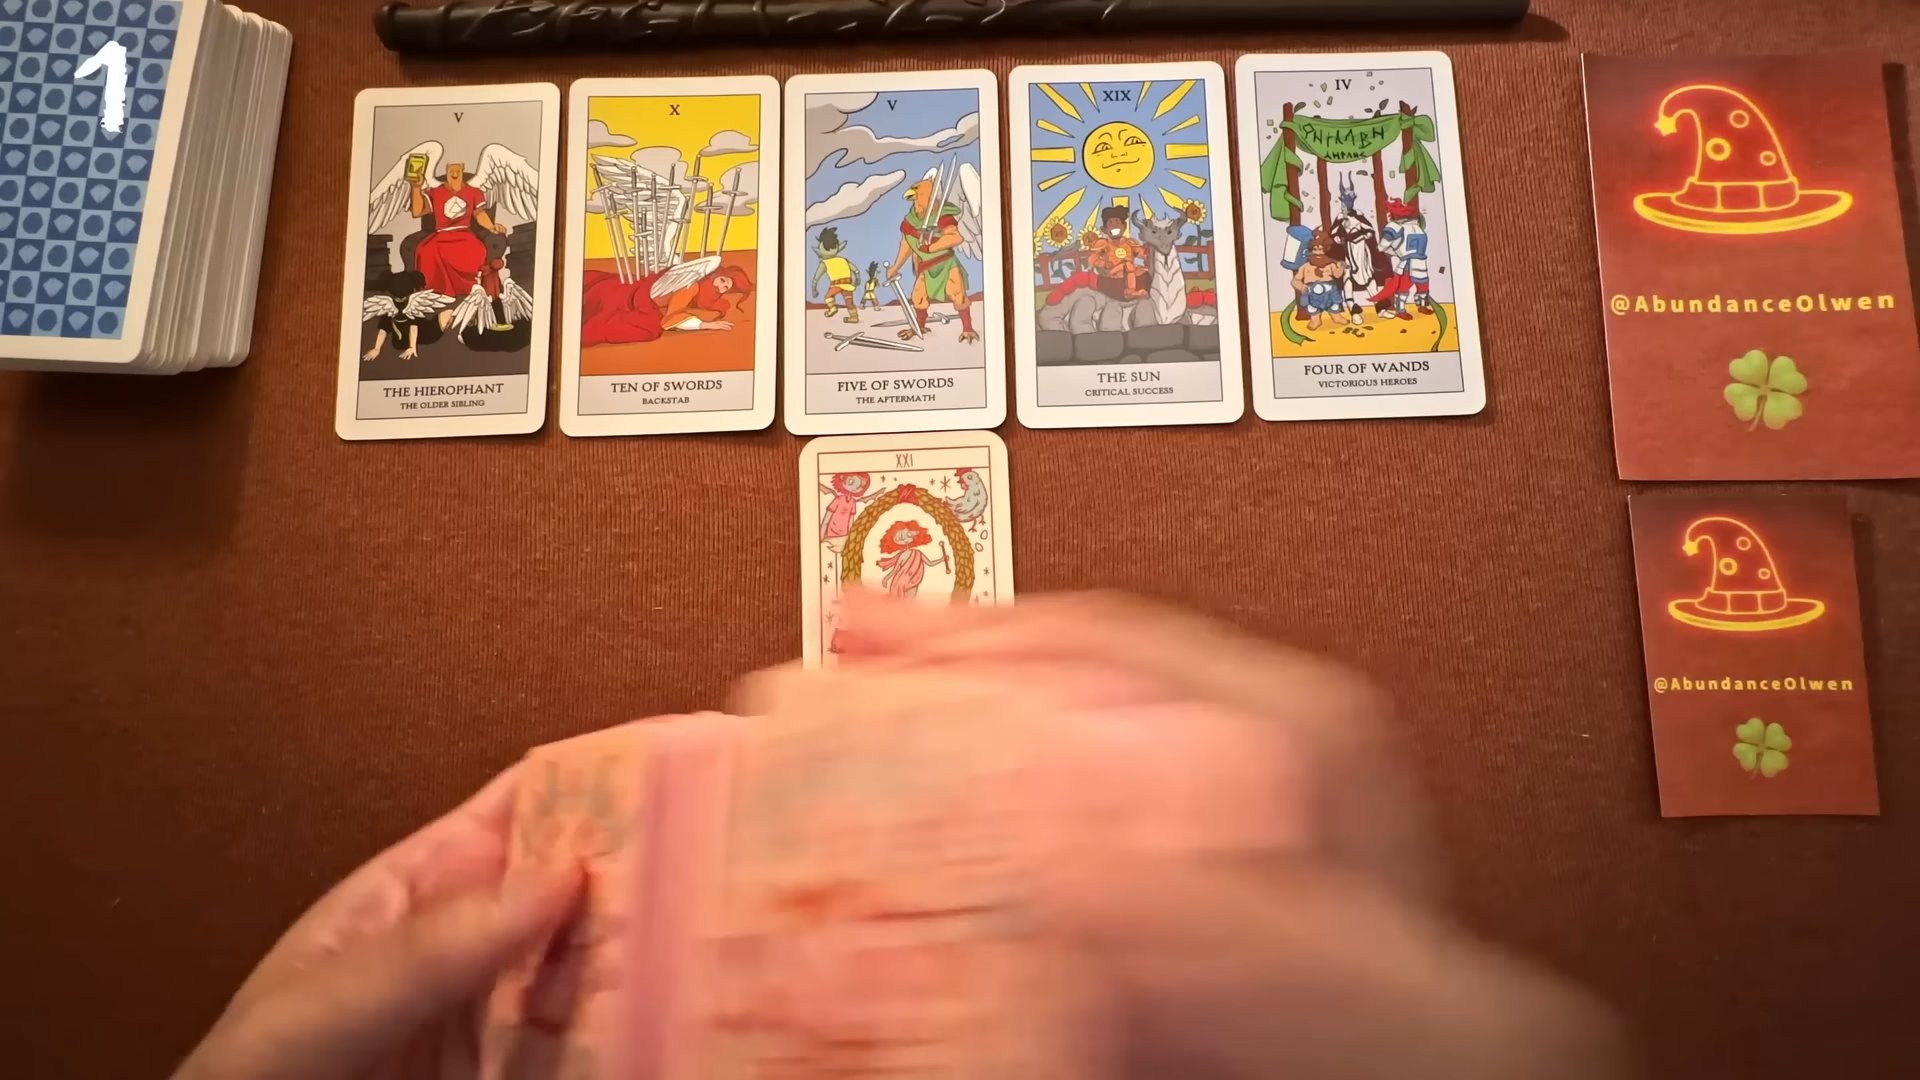 1
V
THE HIEROPHANT
THE OLDER SIBLING
X
TEN OF SWORDS
BACKSTAB
V
FIVE OF SWORDS
THE AFTERMATH
XIX
THE SUN
CRITICAL SUCCESS
IV
FOUR OF WANDS
VICTORIOUS HEROES
XXI
@AbundanceOlwen
@AbundanceOlwen